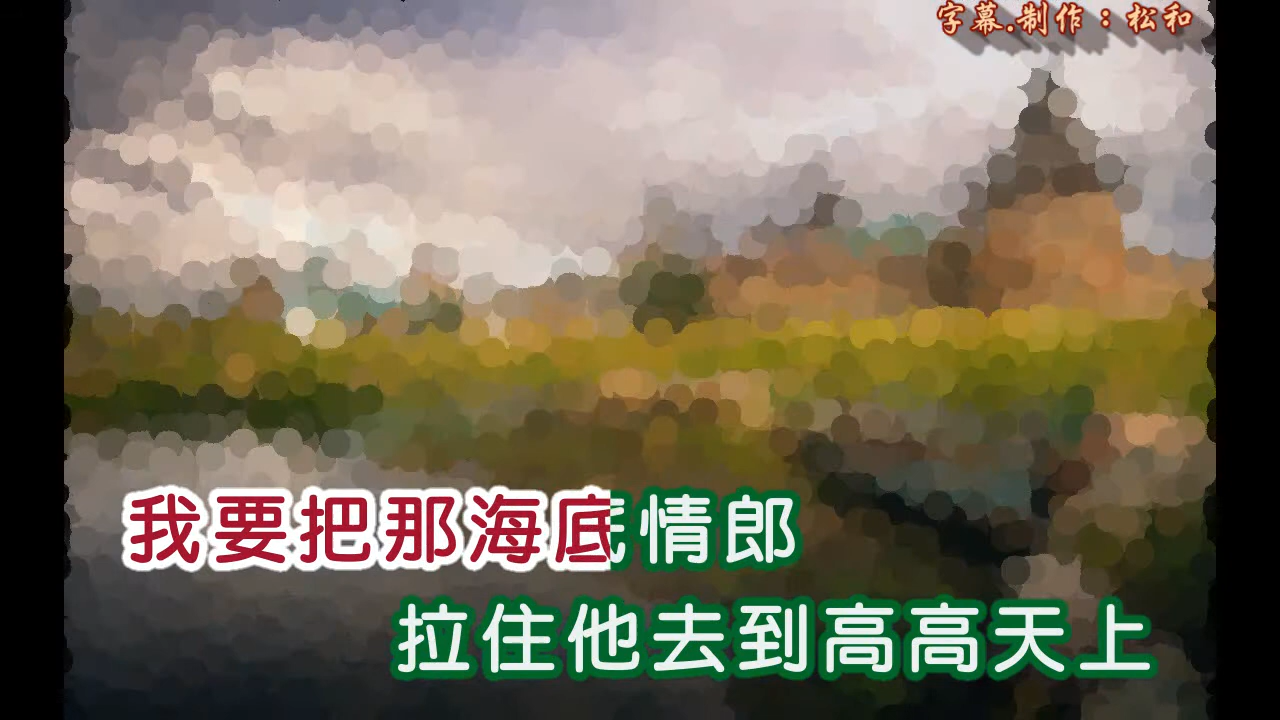 字幕.制作：松和
我要把那海底情郎
拉住他去到高高天上